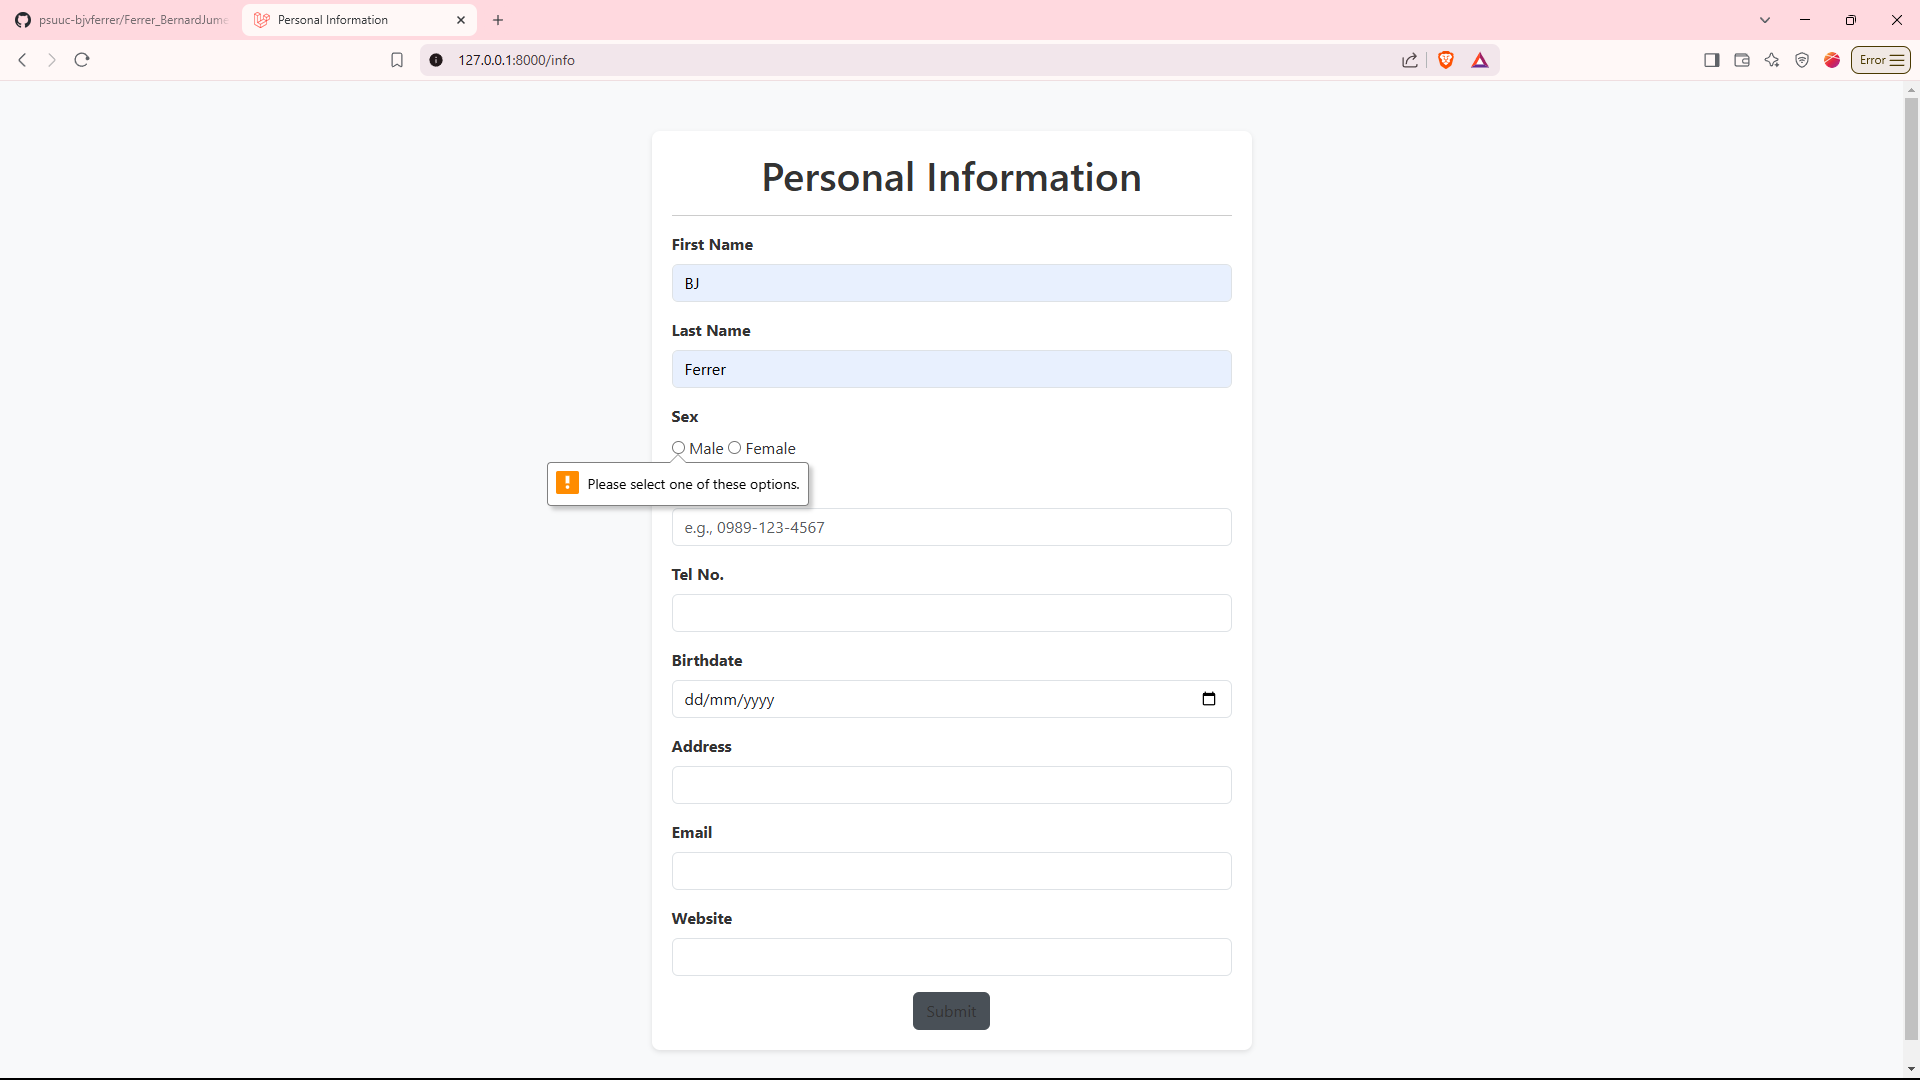 psuuc-bjvferrer/Ferrer_BernardJume
Personal Information
127.0.0.1:8000/info
Error
Personal Information
First Name
BJ
Last Name
Ferrer
Sex
Male Female
Please select one of these options.
e.g., 0989-123-4567
Tel No.
Birthdate
dd/mm/yyyy
Address
Email
Website
Submit